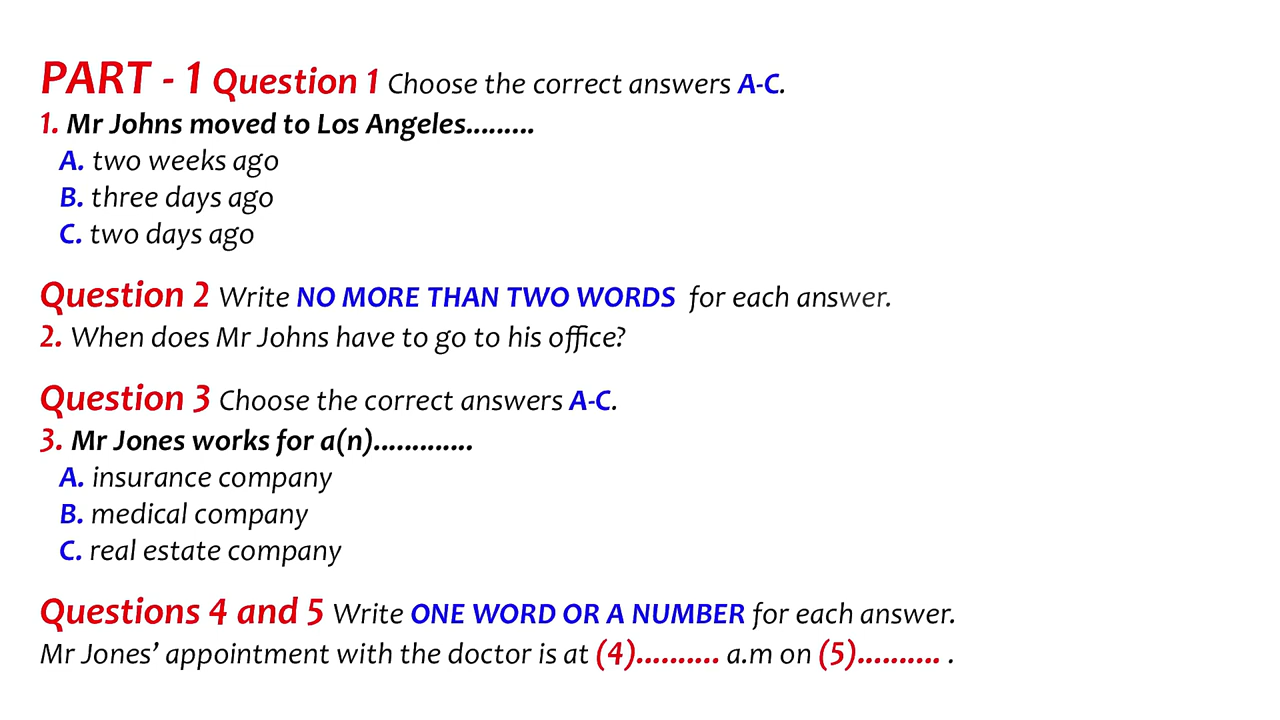 PART - 1 Question 1 Choose the correct answers A-C.
1. Mr Johns moved to Los Angeles.........
A. two weeks ago
B. three days ago
C. two days ago
Question 2 Write NO MORE THAN TWO WORDS for each answer.
2. When does Mr Johns have to go to his office?
Question 3 Choose the correct answers A-C.
3. Mr Jones works for a(n).............
A. insurance company
B. medical company
C. real estate company
Questions 4 and 5 Write ONE WORD OR A NUMBER for each answer.
Mr Jones’ appointment with the doctor is at (4).......... a.m on (5).......... .